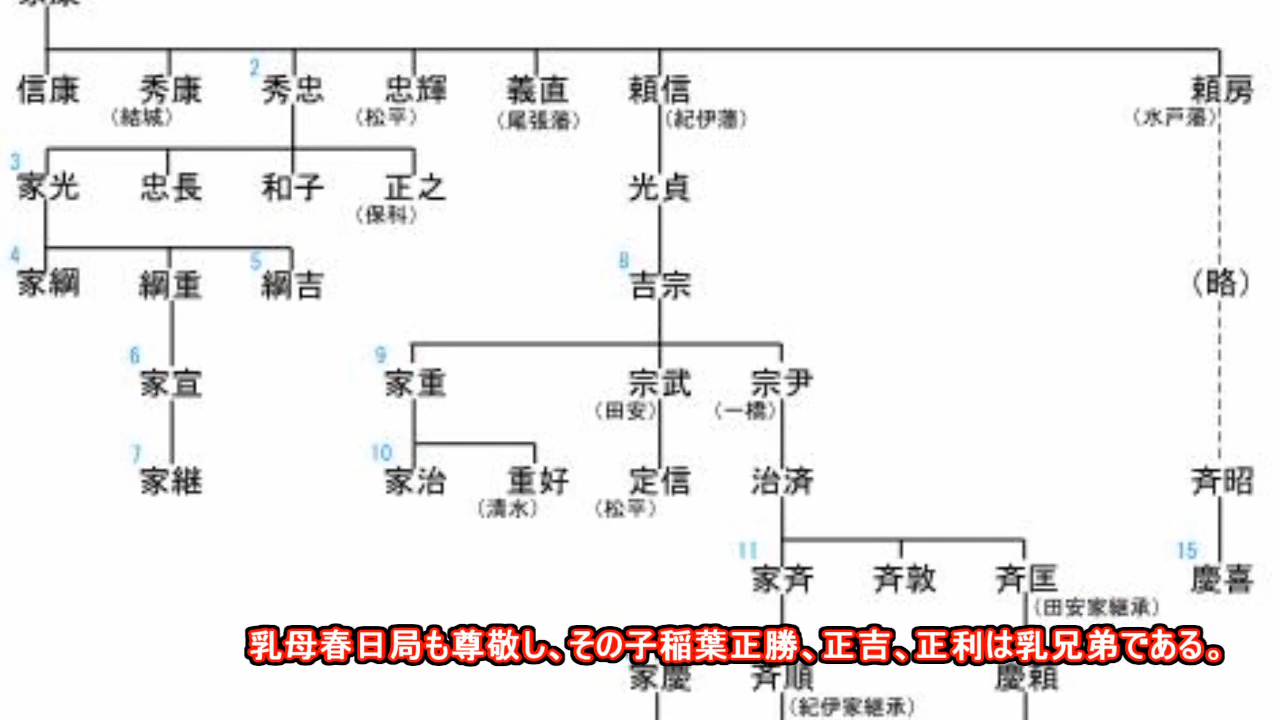 家康
信康 秀康 2 秀忠 忠輝 義直 頼信 頼房
(結城) (松平) (尾張藩) (紀伊藩) (水戸藩)
3 家光 忠長 和子 正之 光貞
(保科)
4 家綱 綱重 5 綱吉 8 吉宗 (略)
6 家宣 9 家重 宗武 宗尹
(田安) (一橋)
7 家継 10 家治 重好 定信 治済 斉昭
(清水) (松平)
11 家斉 斉敦 斉匡 15 慶喜
(田安家継承)
乳母春日局も尊敬し、その子稲葉正勝、正吉、正利は乳兄弟である。
家慶 斉順 慶頼
(紀伊家継承)